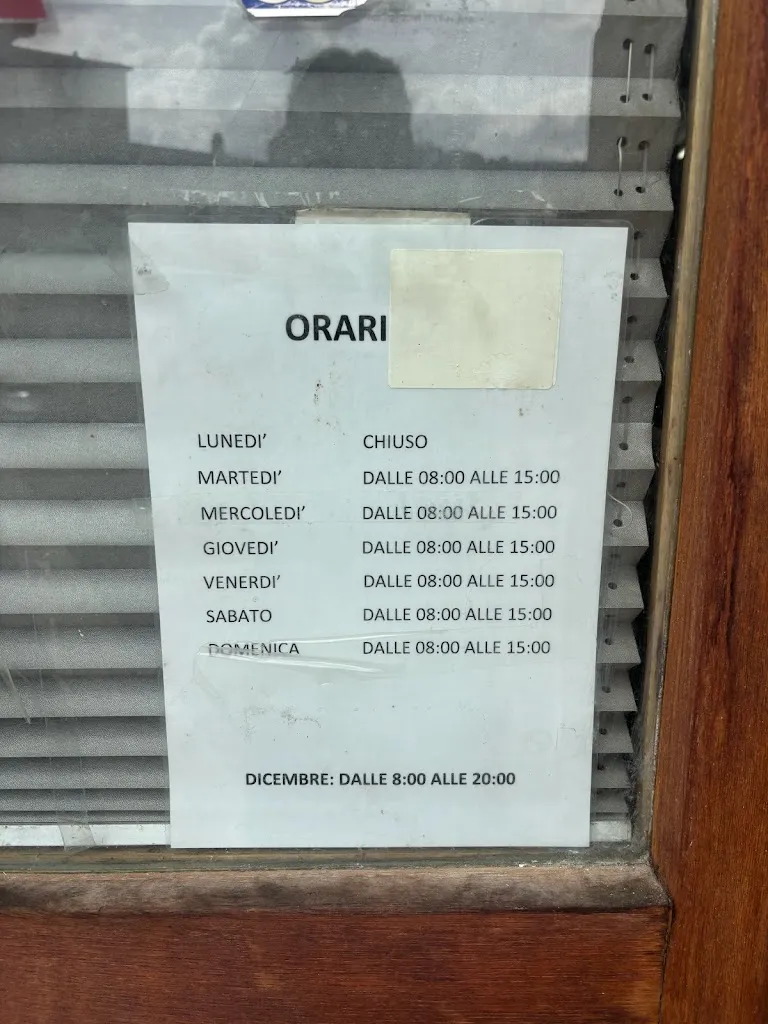 ORARI
LUNEDI’ CHIUSO
MARTEDI’ DALLE 08:00 ALLE 15:00
MERCOLEDI’ DALLE 08:00 ALLE 15:00
GIOVEDI’ DALLE 08:00 ALLE 15:00
VENERDI’ DALLE 08:00 ALLE 15:00
SABATO DALLE 08:00 ALLE 15:00
DOMENICA DALLE 08:00 ALLE 15:00
DICEMBRE: DALLE 8:00 ALLE 20:00